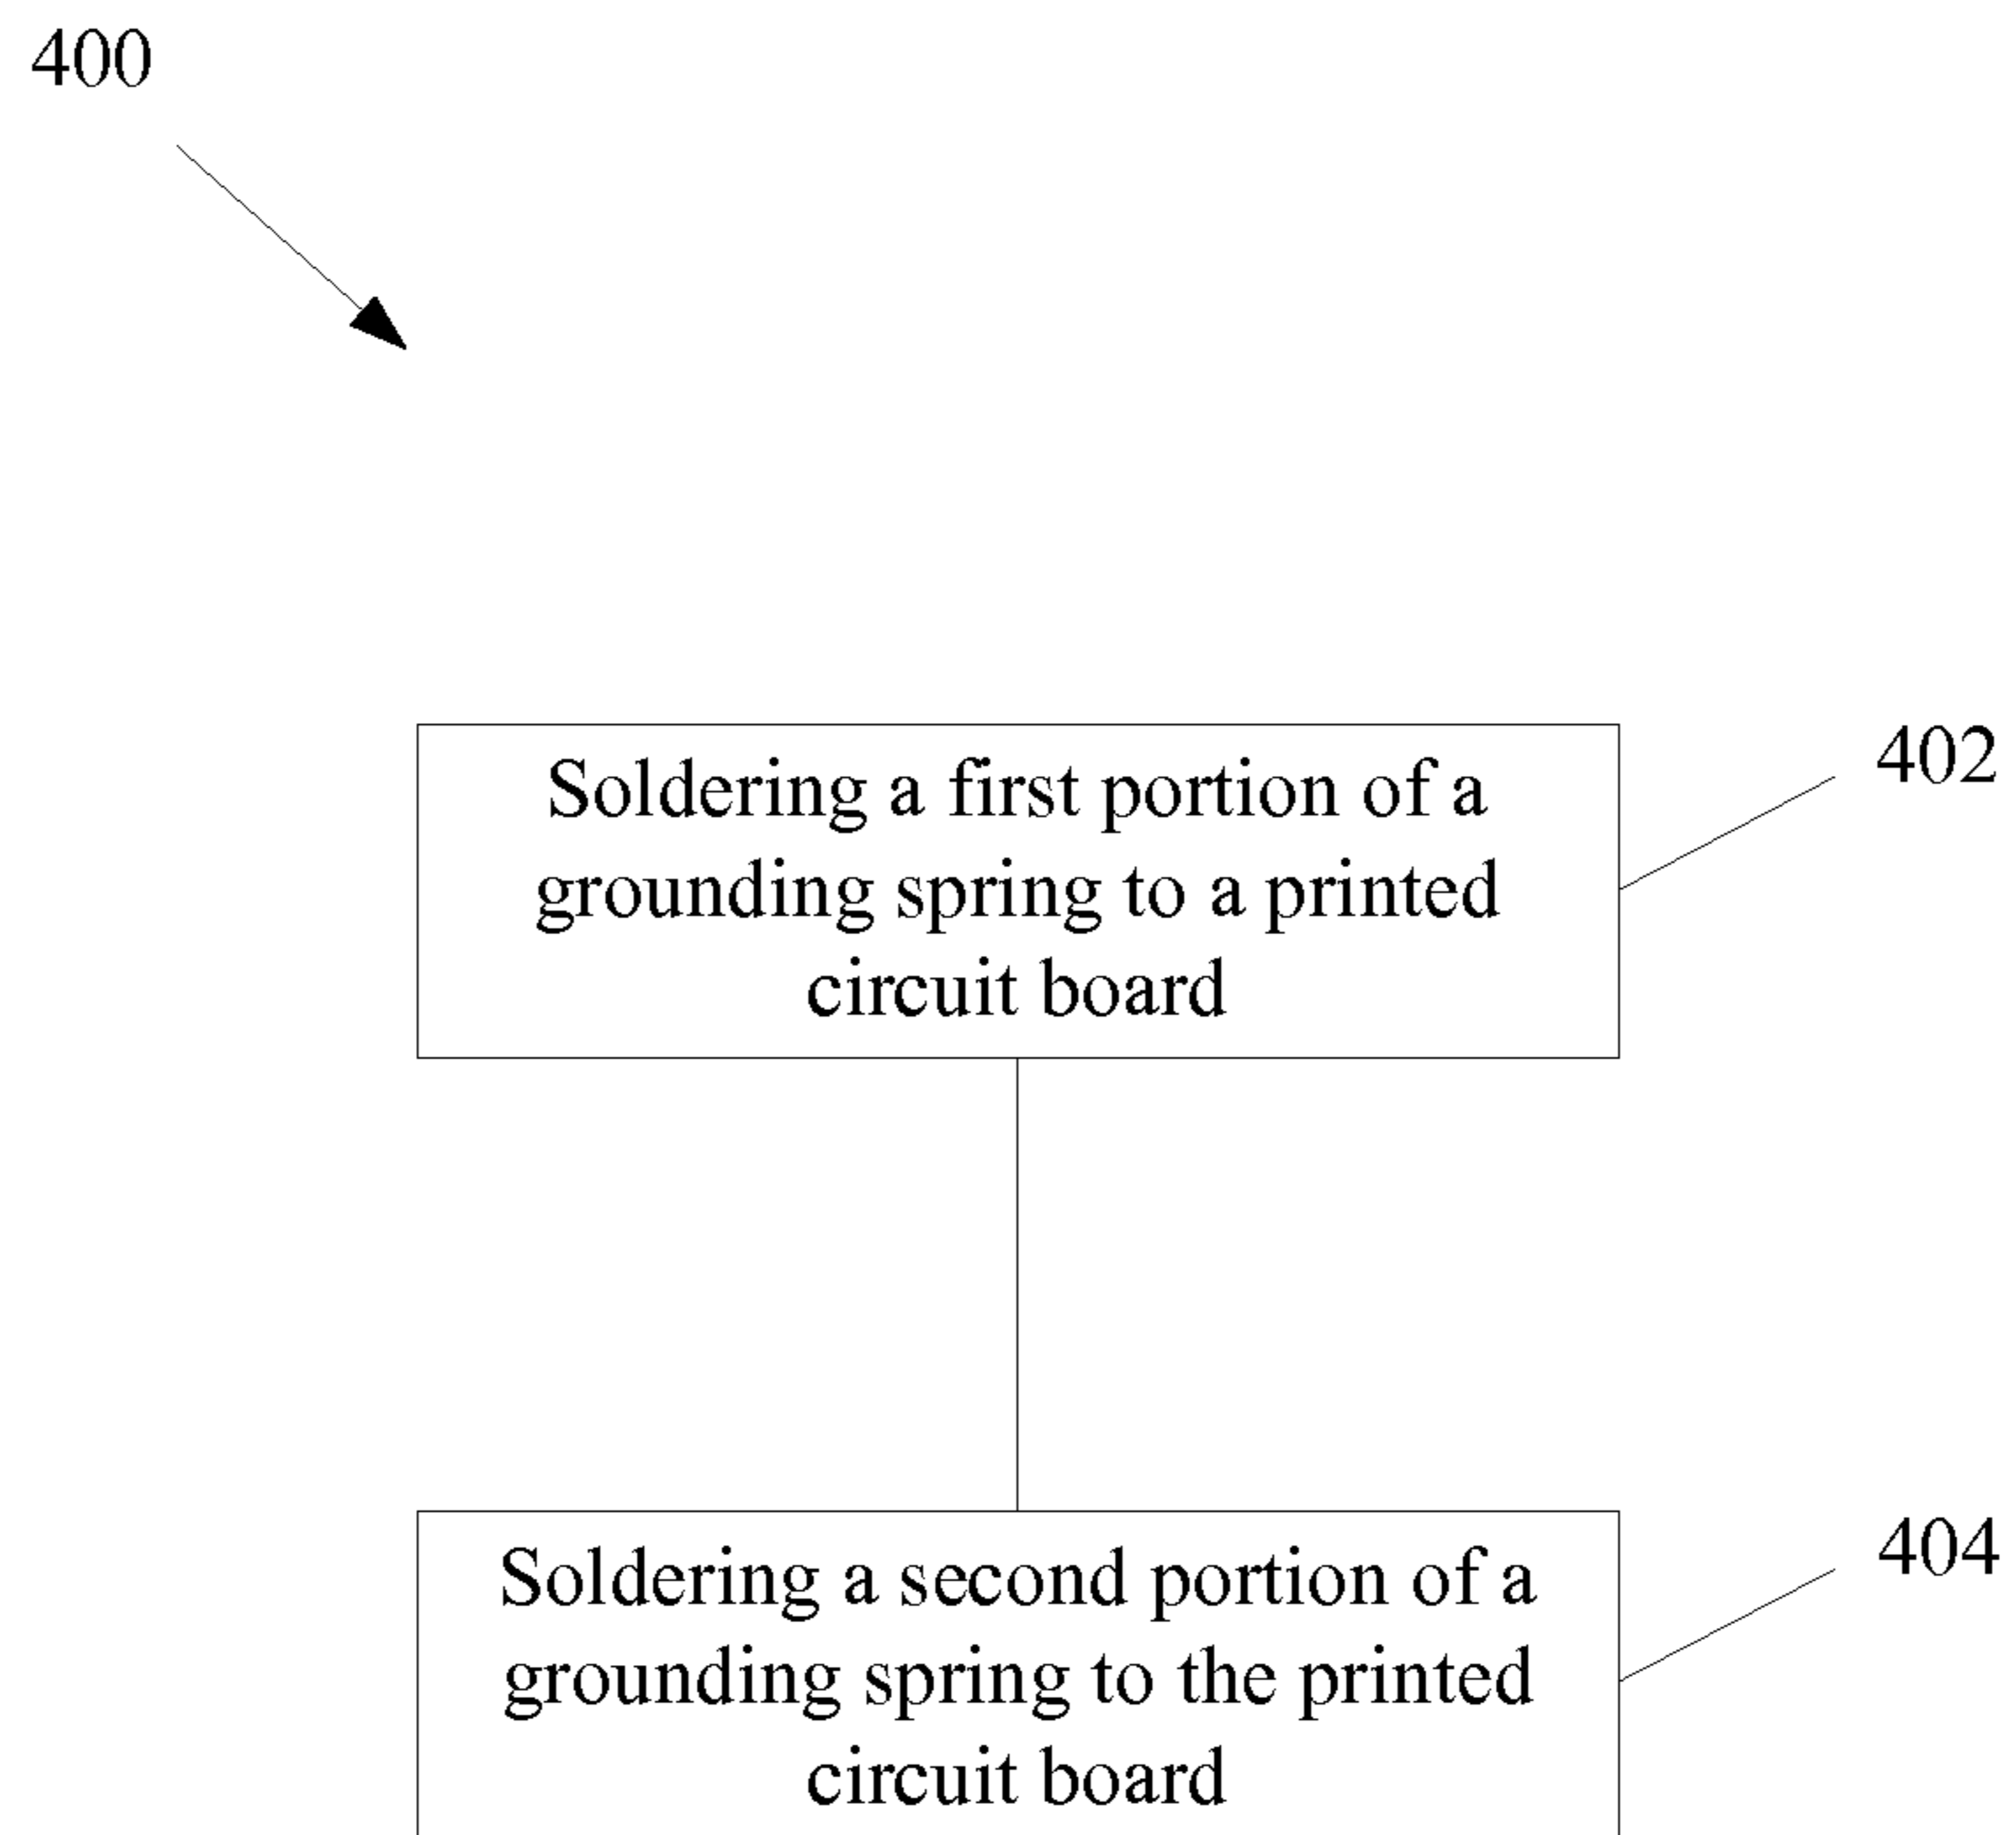 400
Soldering a first portion of a
grounding spring to a printed
circuit board
402
Soldering a second portion of a
grounding spring to the printed
circuit board
404